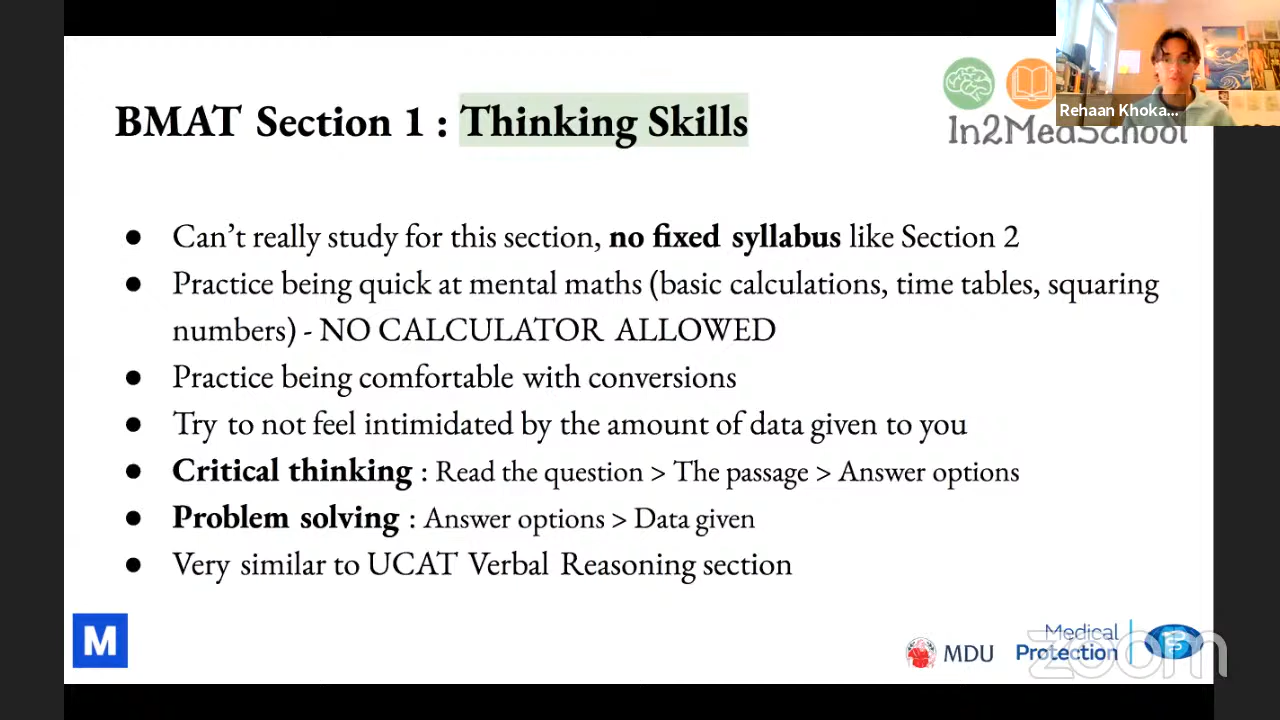 Rehaan Khoka...
In2MedSchool
BMAT Section 1 : Thinking Skills
● Can’t really study for this section, no fixed syllabus like Section 2
● Practice being quick at mental maths (basic calculations, time tables, squaring
numbers) - NO CALCULATOR ALLOWED
● Practice being comfortable with conversions
● Try to not feel intimidated by the amount of data given to you
● Critical thinking : Read the question > The passage > Answer options
● Problem solving : Answer options > Data given
● Very similar to UCAT Verbal Reasoning section
M
MDU
Medical
Protection
zoom